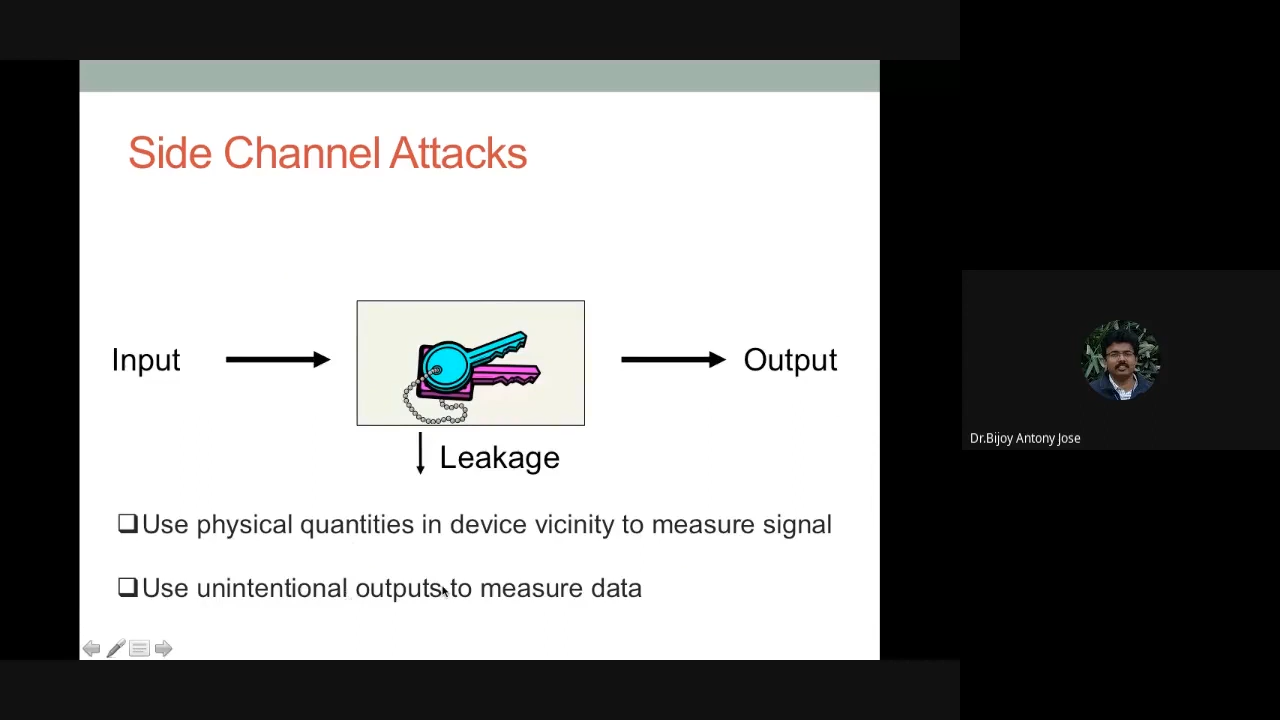 Side Channel Attacks
Input
Output
Leakage
Use physical quantities in device vicinity to measure signal
Use unintentional outputs to measure data
Dr.Bijoy Antony Jose